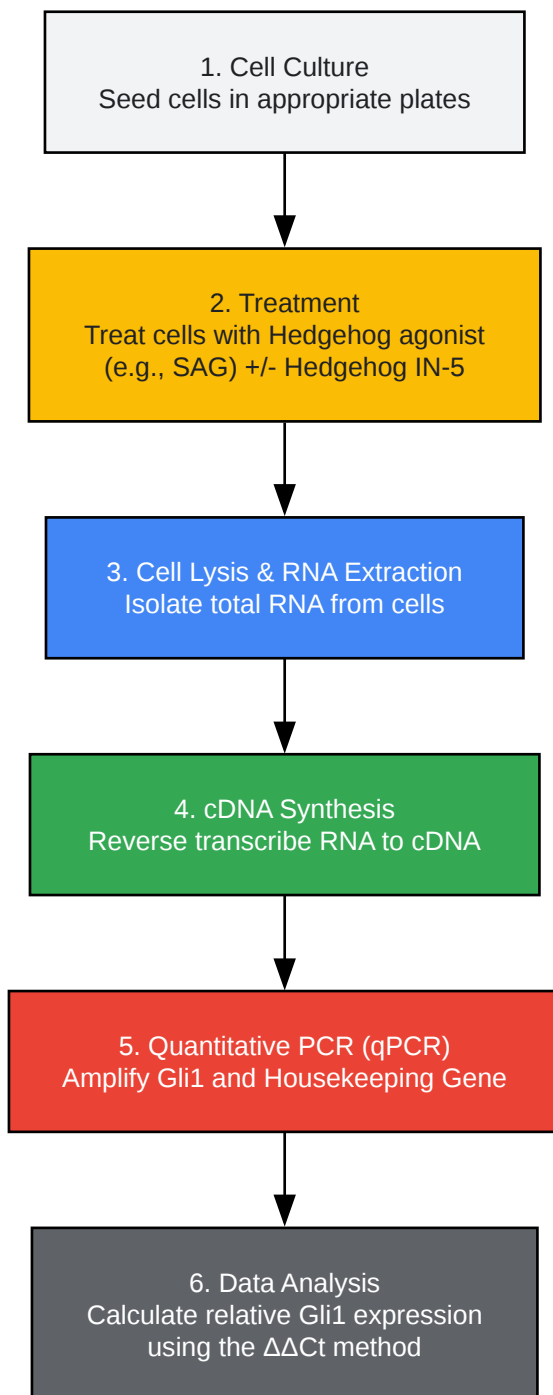 1. Cell Culture
Seed cells in appropriate plates
2. Treatment
Treat cells with Hedgehog agonist
(e.g., SAG) +/- Hedgehog IN-5
3. Cell Lysis & RNA Extraction
Isolate total RNA from cells
4. cDNA Synthesis
Reverse transcribe RNA to cDNA
5. Quantitative PCR (qPCR)
Amplify Gli1 and Housekeeping Gene
6. Data Analysis
Calculate relative Gli1 expression
using the ΔΔCt method